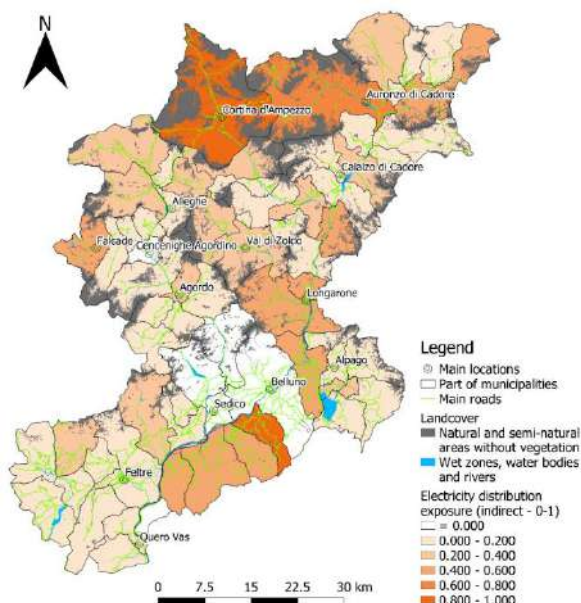 N
Cortina d'Ampezzo
Auronzo di Cadore
Calalzo di Cadore
Alleghe
Falcade
Cencenighe Agordino
Val di Zoldo
Agordo
Longarone
Alpago
Belluno
Sedico
Feltre
Quero Vas
Legend
Main locations
Part of municipalities
Main roads
Landcover
Natural and semi-natural
areas without vegetation
Wet zones, water bodies
and rivers
Electricity distribution
exposure (indirect - 0-1)
= 0.000
0.000 - 0.200
0.200 - 0.400
0.400 - 0.600
0.600 - 0.800
0.800 - 1.000
0 7.5 15 22.5 30 km